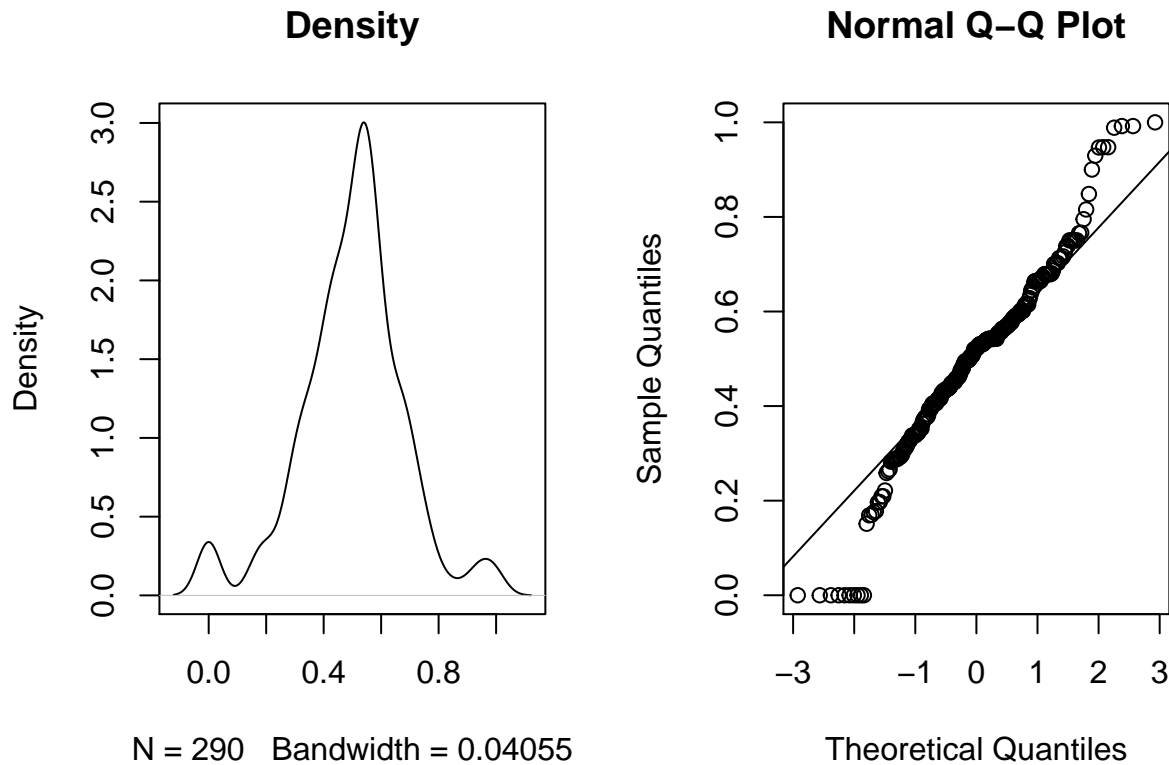 Density
Density
0.0 0.5 1.0 1.5 2.0 2.5 3.0
0.0 0.4 0.8
N = 290 Bandwidth = 0.04055
Normal Q−Q Plot
Sample Quantiles
0.0 0.2 0.4 0.6 0.8 1.0
−3 −1 0 1 2 3
Theoretical Quantiles